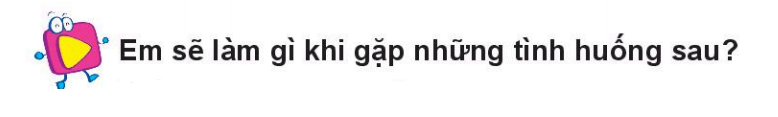 Em sẽ làm gì khi gặp những tình huống sau?